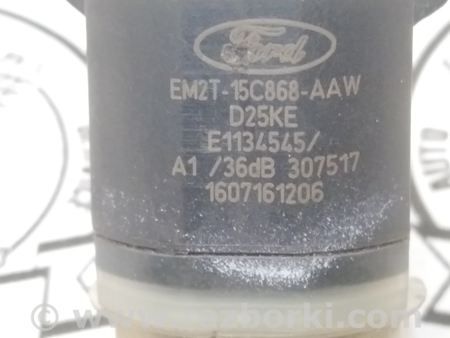 Ford
EM2T-15C868-AAW
D25KE
E1134545/
A1 /36dB 307517
1607161206